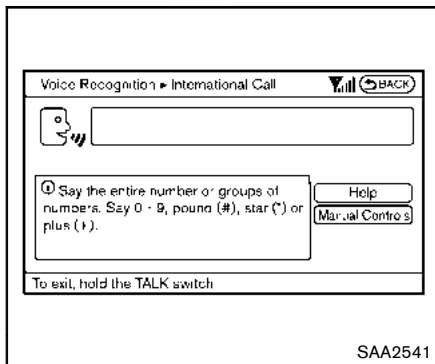 Voice Recognition ▸ International Call BACK
Say the entire number or groups of
numbers. Say 0 - 9, pound (#), star (*) or
plus (+).
Help
Manual Controls
To exit, hold the TALK switch
SAA2541